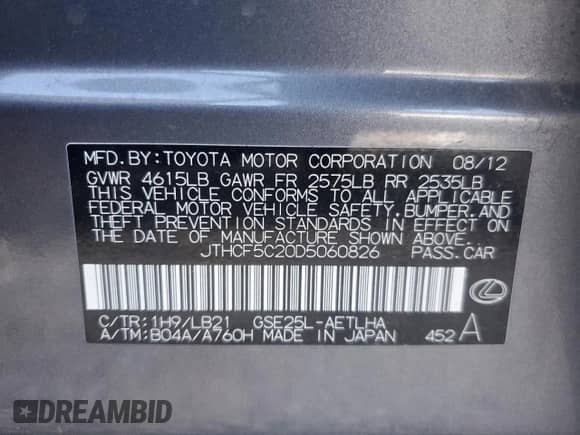 MFD.BY:TOYOTA MOTOR CORPORATION 08/12
GVWR 4615LB GAWR FR 2575LB RR 2535LB
THIS VEHICLE CONFORMS TO ALL APPLICABLE
FEDERAL MOTOR VEHICLE SAFETY,BUMPER,AND
THEFT PREVENTION STANDARDS IN EFFECT ON
THE DATE OF MANUFACTURE SHOWN ABOVE.
JTHCF5C20D5060826 PASS.CAR
C/TR:1H9/LB21 GSE25L-AETLHA
A/TM:B04A/A760H MADE IN JAPAN 452 A
DREAMBID